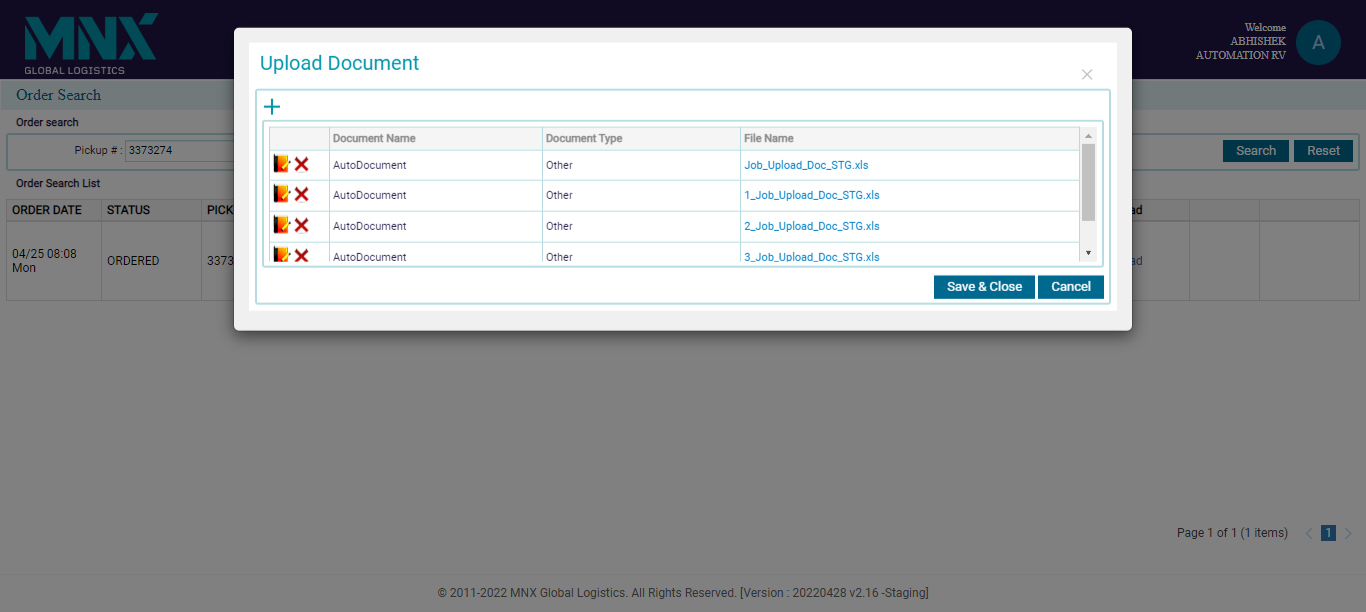 MNX
GLOBAL LOGISTICS
Welcome
ABHISHEK
AUTOMATION RV
A
Upload Document
Order Search
Order search
Pickup # : 3373274
Search Reset
Order Search List
ORDER DATE STATUS PICK
04/25 08:08
Mon
ORDERED 3373
Document Name Document Type File Name
AutoDocument Other Job_Upload_Doc_STG.xls
AutoDocument Other 1_Job_Upload_Doc_STG.xls
AutoDocument Other 2_Job_Upload_Doc_STG.xls
AutoDocument Other 3_Job_Upload_Doc_STG.xls
Save & Close Cancel
ad
ad
Page 1 of 1 (1 items) 1
© 2011-2022 MNX Global Logistics. All Rights Reserved. [Version : 20220428 v2.16 -Staging]